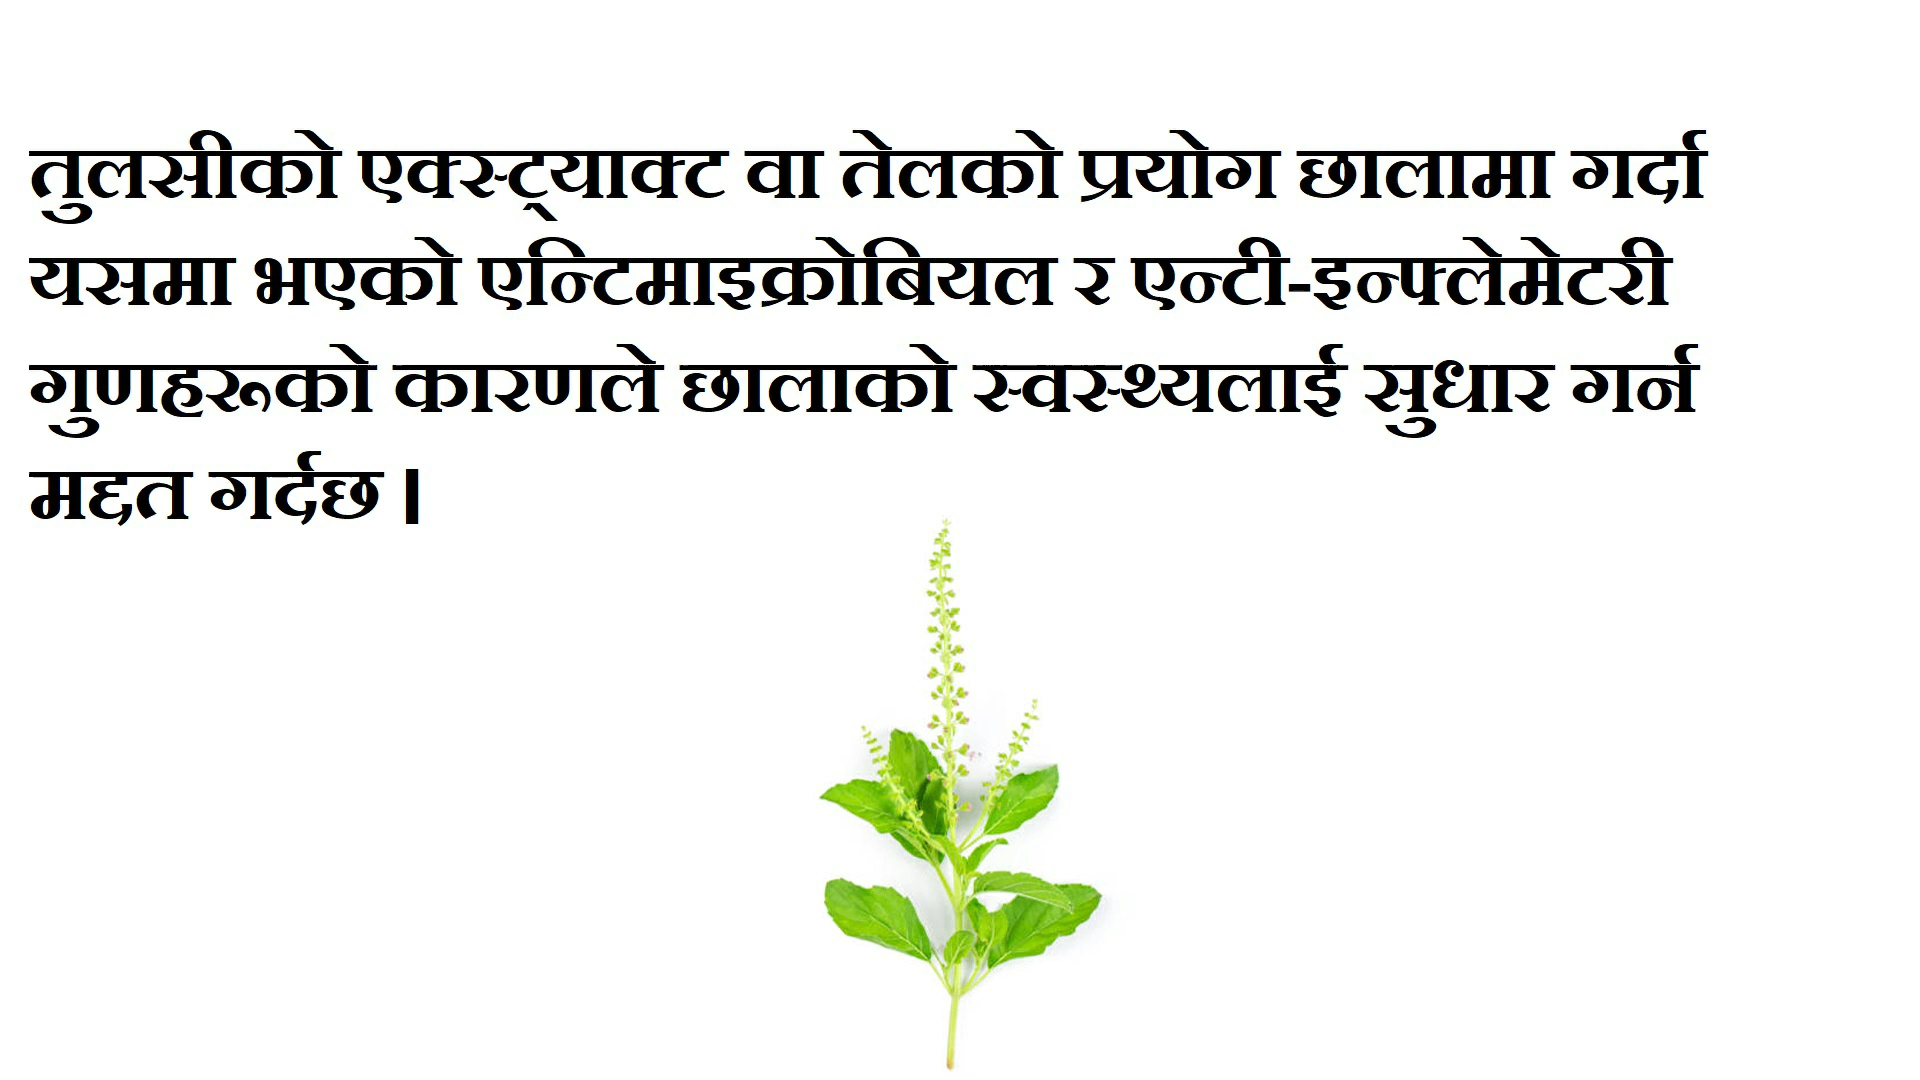 तुलसीको एक्स्ट्याक्ट वा तेलको प्रयोग छालामा गर्दा
यसमा भएको एन्टिमाइक्रोबियल र एन्टी-इन्फ्लेमेटरी
गुणहरूको कारणले छालाको स्वस्थ्यलाई सुधार गर्न
मद्दत गर्दछ ।